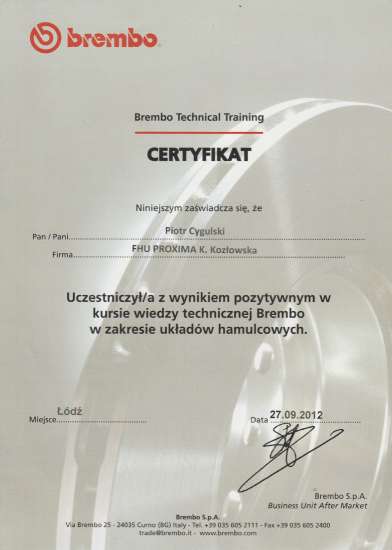 brembo
Brembo Technical Training
CERTYFIKAT
Niniejszym zaświadcza się, że
Piotr Cygulski
Pan / Pani
FHU PROXIMA K. Kozłowska
Firma
Uczestniczył/a z wynikiem pozytywnym w
kursie wiedzy technicznej Brembo
w zakresie układów hamulcowych.
Łódź
Miejsce
27.09.2012
Data
Brembo S.p.A.
Business Unit After Market
Brembo S.p.A.
Via Brembo 25 - 24035 Curno (BG) Italy - Tel. +39 035 605 2111 - Fax +39 035 605 2400
trade@brembo.it - www.brembo.com